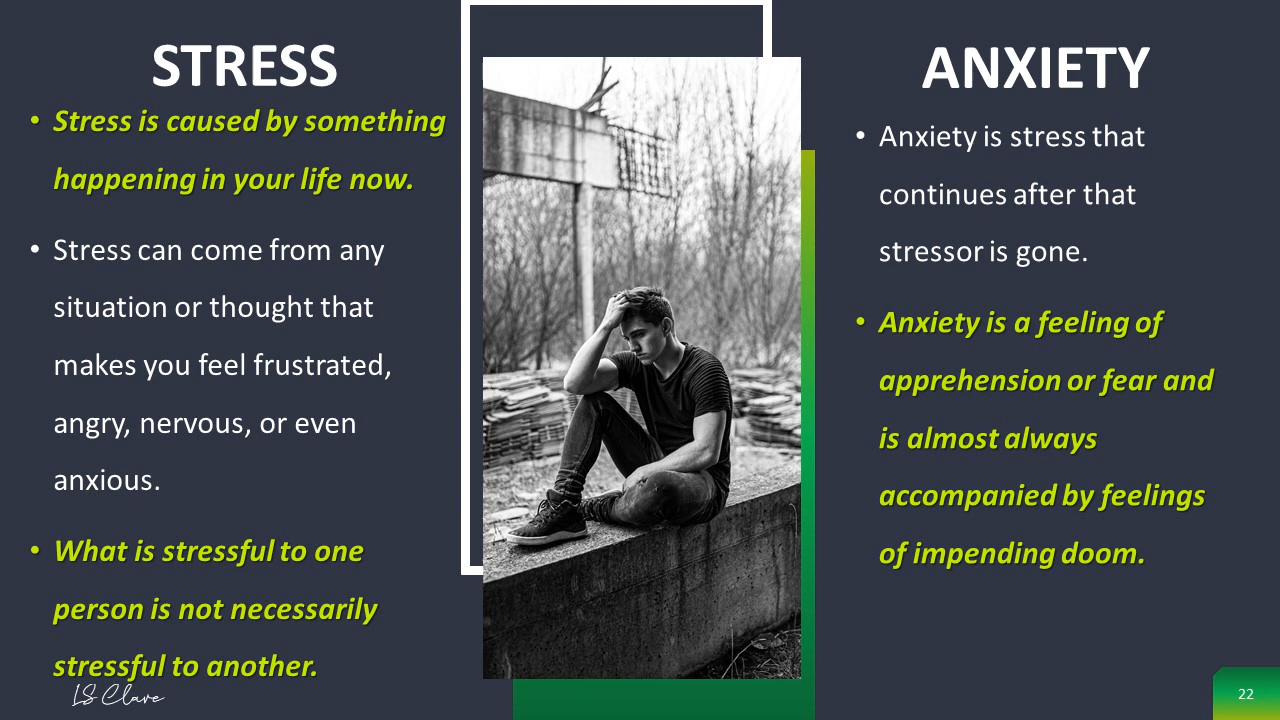 STRESS
• Stress is caused by something
happening in your life now.
• Stress can come from any
situation or thought that
makes you feel frustrated,
angry, nervous, or even
anxious.
• What is stressful to one
person is not necessarily
stressful to another.
LS Clave
ANXIETY
• Anxiety is stress that
continues after that
stressor is gone.
• Anxiety is a feeling of
apprehension or fear and
is almost always
accompanied by feelings
of impending doom.
22